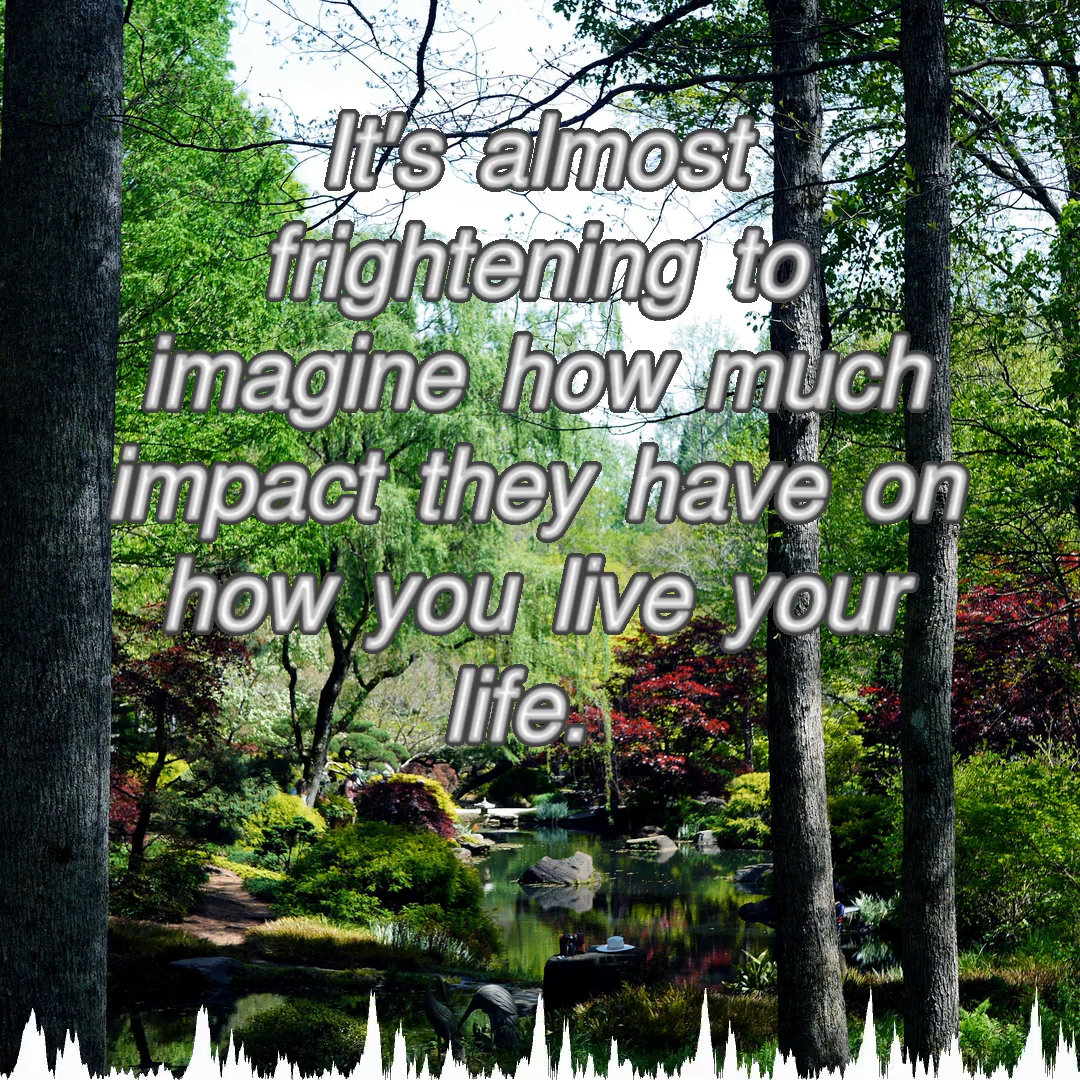 It's almost
frightening to
imagine how much
impact they have on
how you live your
life.